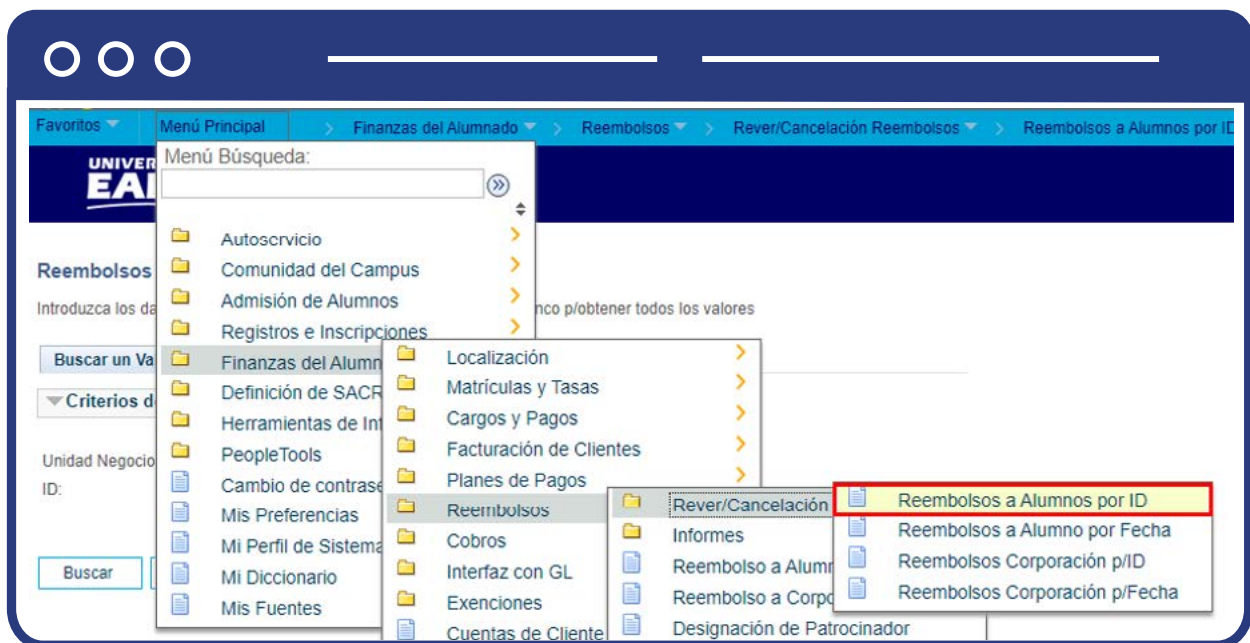 Favoritos Menú Principal > Finanzas del Alumnado > Reembolsos > Rever/Cancelación Reembolsos > Reembolsos a Alumnos por ID
Menú Búsqueda:
Autoservicio
Comunidad del Campus
Admisión de Alumnos
Registros e Inscripciones
Finanzas del Alumn
Definición de SACR
Herramientas de Inf
PeopleTools
Cambio de contrase
Mis Preferencias
Mi Perfil de Sistema
Mi Diccionario
Mis Fuentes
UNIVER
EA
Reembolsos
Introduzca los da
nco p/obtener todos los valores
Buscar un Va
Criterios d
Unidad Negocio
ID:
Buscar
Localización
Matrículas y Tasas
Cargos y Pagos
Facturación de Clientes
Planes de Pagos
Reembolsos
Cobros
Interfaz con GL
Exenciones
Cuentas de Cliente
Rever/Cancelación
Informes
Reembolso a Alumn
Reembolso a Corpo
Designación de Patrocinador
Reembolsos a Alumnos por ID
Reembolsos a Alumno por Fecha
Reembolsos Corporación p/ID
Reembolsos Corporación p/Fecha